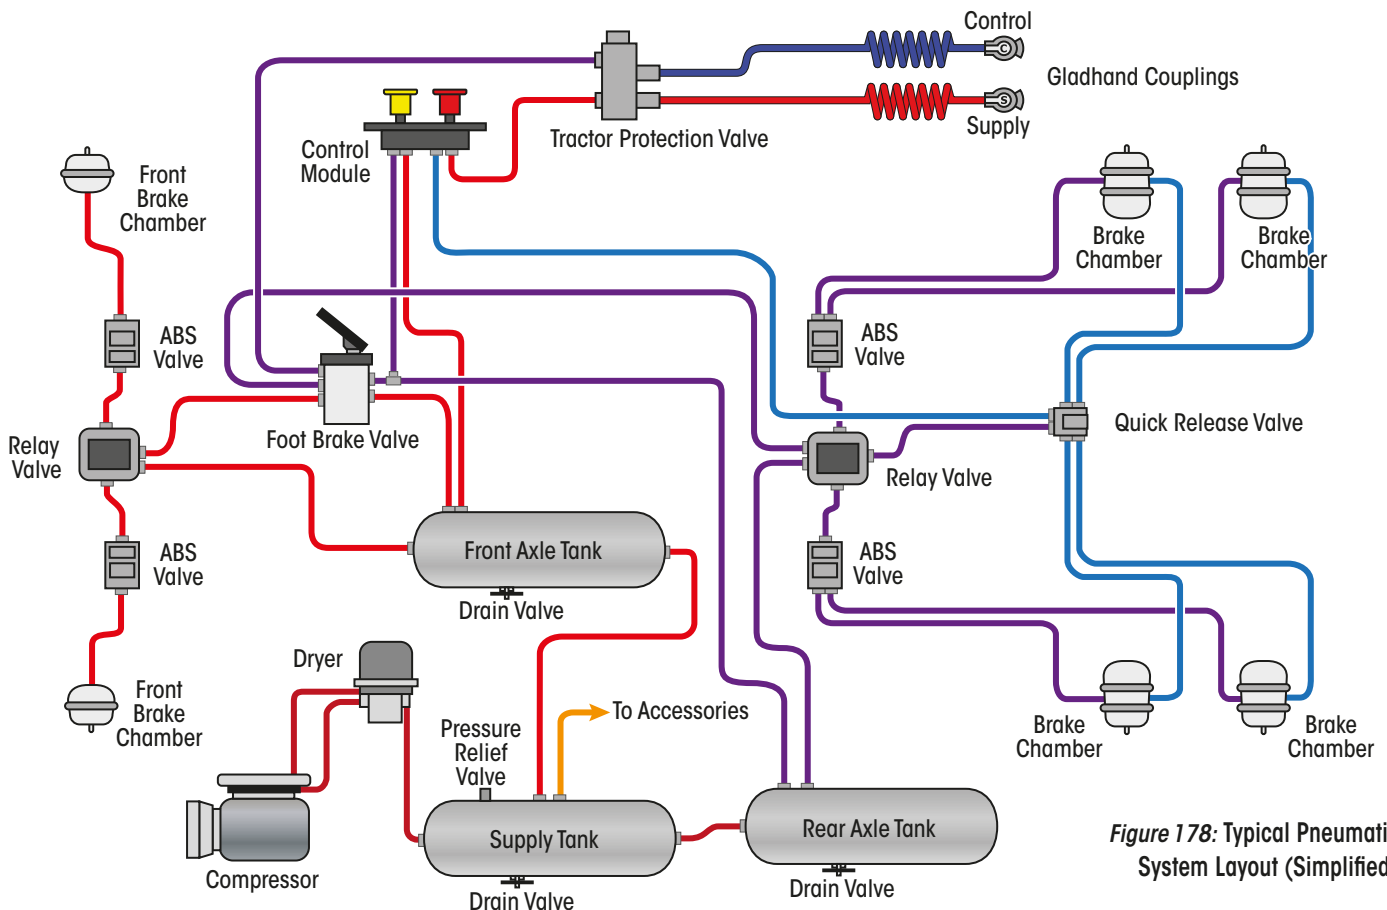 Control
Gladhand Couplings
Supply
C
S
Tractor Protection Valve
Control
Module
Front
Brake
Chamber
Brake
Chamber
Brake
Chamber
ABS
Valve
ABS
Valve
Foot Brake Valve
Quick Release Valve
Relay
Valve
Relay Valve
Front Axle Tank
ABS
Valve
ABS
Valve
Drain Valve
Dryer
Front
Brake
Chamber
To Accessories
Pressure
Relief
Valve
Brake
Chamber
Brake
Chamber
Supply Tank
Rear Axle Tank
Compressor
Drain Valve
Drain Valve
Figure 178: Typical Pneumati
System Layout (Simplified